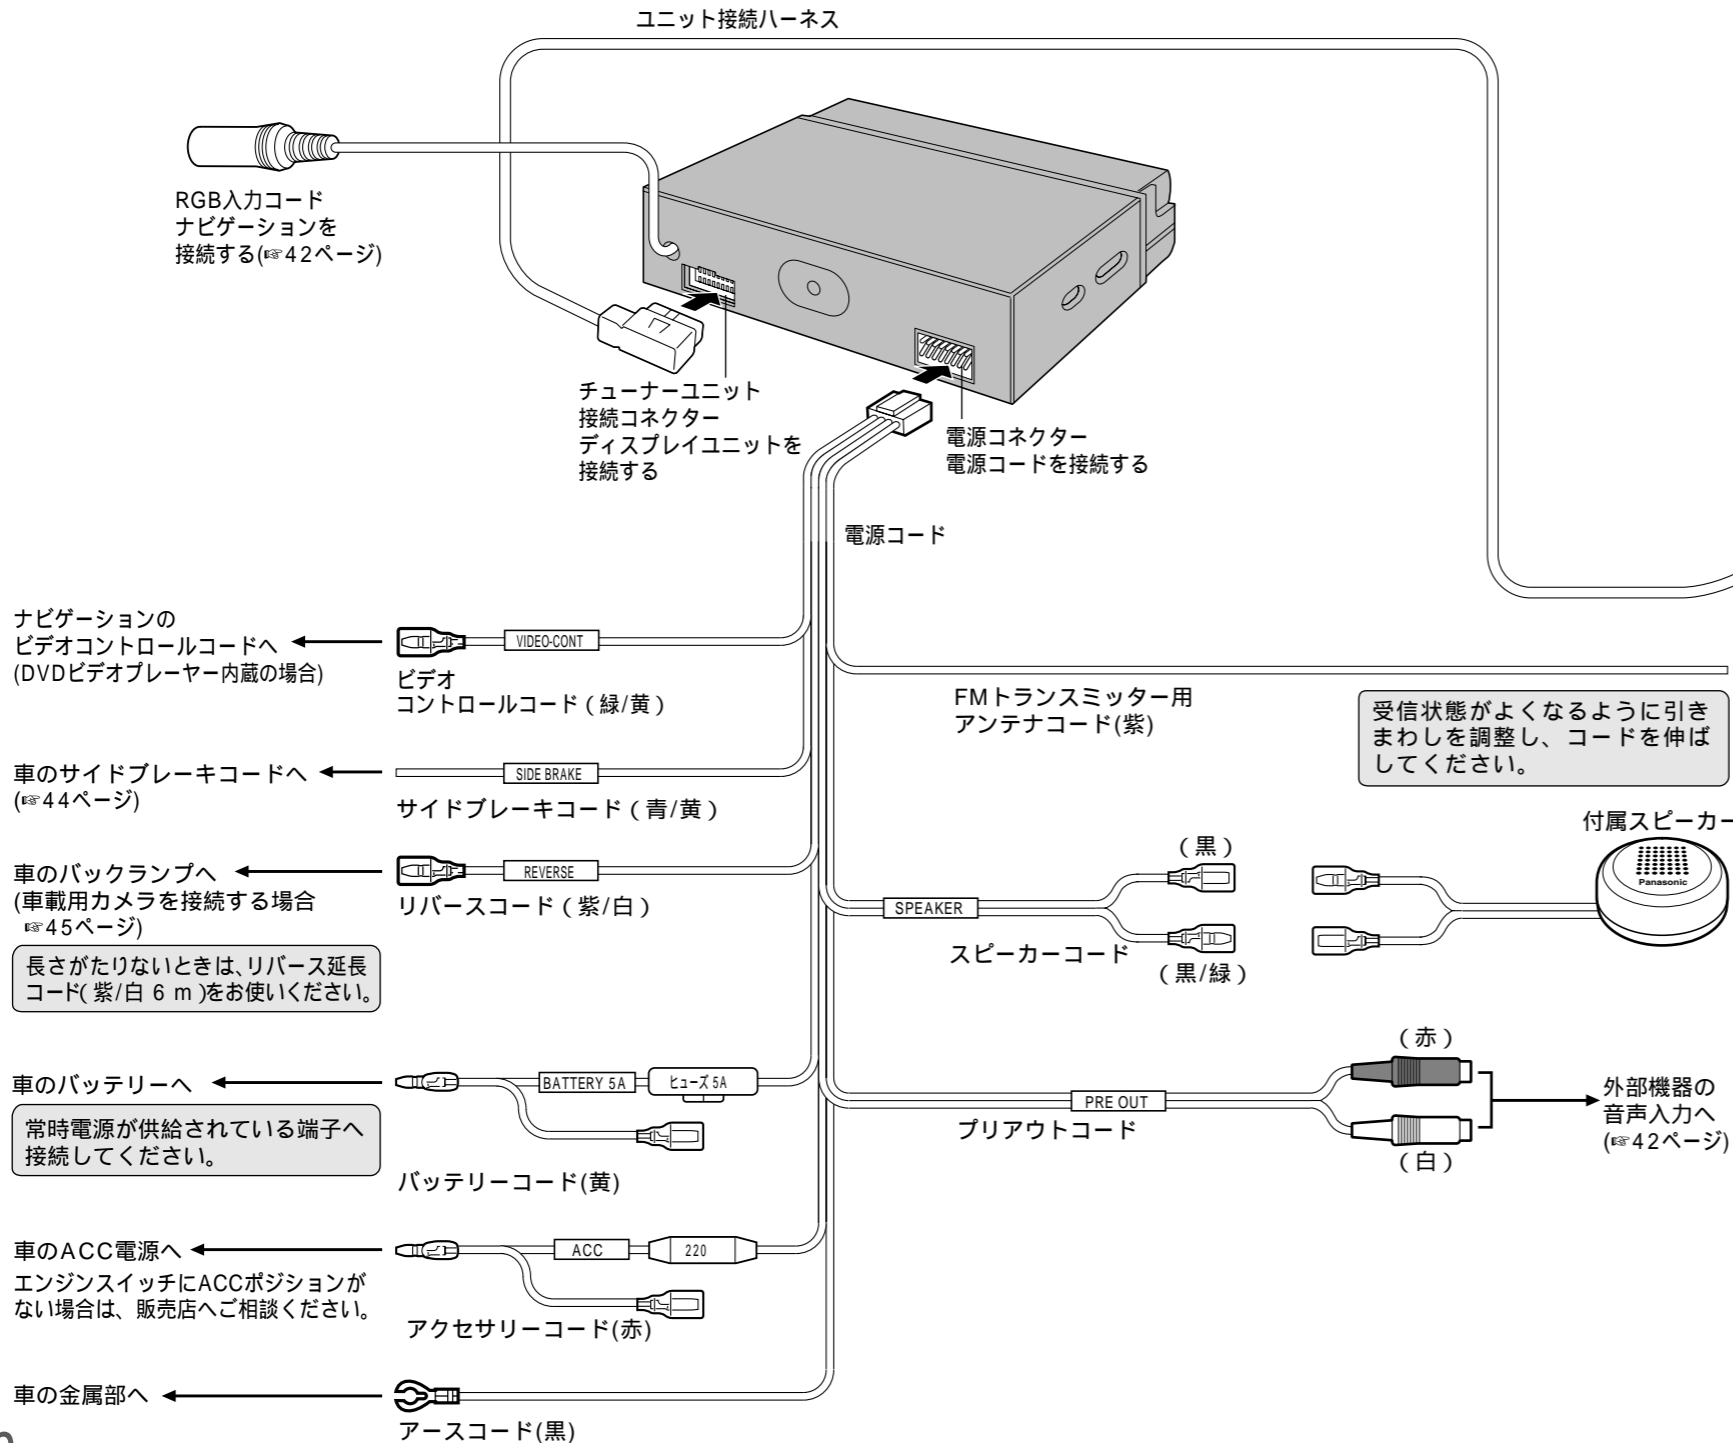 ユニット接続ハーネス
RGB入力コード
ナビゲーションを
接続する(☞42ページ)
チューナーユニット
接続コネクター
ディスプレイユニットを
接続する
電源コネクター
電源コードを接続する
電源コード
ナビゲーションの
ビデオコントロールコードへ
(DVDビデオプレーヤー内蔵の場合)
VIDEO-CONT
ビデオ
コントロールコード(緑/黄)
FMトランスミッター用
アンテナコード(紫)
受信状態がよくなるように引き
まわしを調整し、コードを伸ば
してください。
車のサイドブレーキコードへ
(☞44ページ)
SIDE BRAKE
サイドブレーキコード(青/黄)
付属スピーカー
Panasonic
車のバックランプへ
(車載用カメラを接続する場合
☞45ページ)
REVERSE
リバースコード(紫/白)
長さがたりないときは、リバース延長
コード(紫/白 6 m)をお使いください。
(黒)
SPEAKER
スピーカーコード
(黒/緑)
車のバッテリーへ
BATTERY 5A
ヒューズ 5A
常時電源が供給されている端子へ
接続してください。
バッテリーコード(黄)
(赤)
PRE OUT
プリアウトコード
(白)
外部機器の
音声入力へ
(☞42ページ)
車のACC電源へ
ACC
220
エンジンスイッチにACCポジションが
ない場合は、販売店へご相談ください。
アクセサリーコード(赤)
車の金属部へ
アースコード(黒)